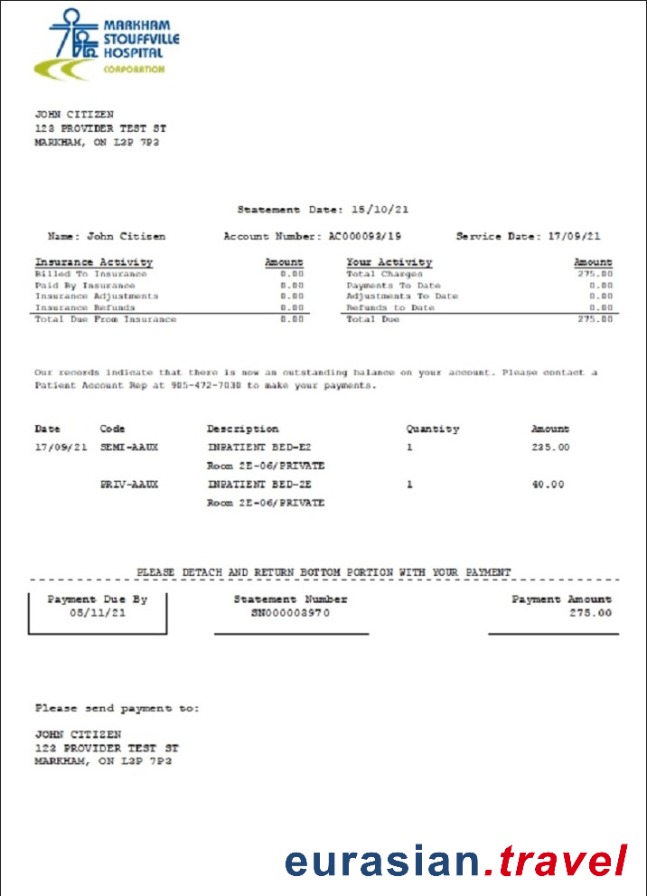 MARKHAM
STOUFFVILLE
HOSPITAL
CORPORATION
JOHN CITIZEN
123 PROVIDER TEST ST
MARKHAM, ON L3P 7P3
Statement Date: 15/10/21
Name: John Citizen Account Number: AC000093/19 Service Date: 17/09/21
Insurance Activity Amount Your Activity Amount
Billed To Insurance 0.00 Total Charges 275.00
Paid By Insurance 0.00 Payments To Date 0.00
Insurance Adjustments 0.00 Adjustments To Date 0.00
Insurance Refunds 0.00 Refunds to Date 0.00
Total Due From Insurance 0.00 Total Due 275.00
Our records indicate that there is now an outstanding balance on your account. Please contact a
Patient Account Rep at 905-472-7030 to make your payments.
Date Code Description Quantity Amount
17/09/21 SEMI-AAUX INPATIENT BED-E2 1 235.00
Room 2E-06/PRIVATE
PRIV-AAUX INPATIENT BED-2E 1 40.00
Room 2E-06/PRIVATE
PLEASE DETACH AND RETURN BOTTOM PORTION WITH YOUR PAYMENT
Payment Due By Statement Number Payment Amount
05/11/21 SN000003970 275.00
Please send payment to:
JOHN CITIZEN
123 PROVIDER TEST ST
MARKHAM, ON L3P 7P3
eurasian.travel